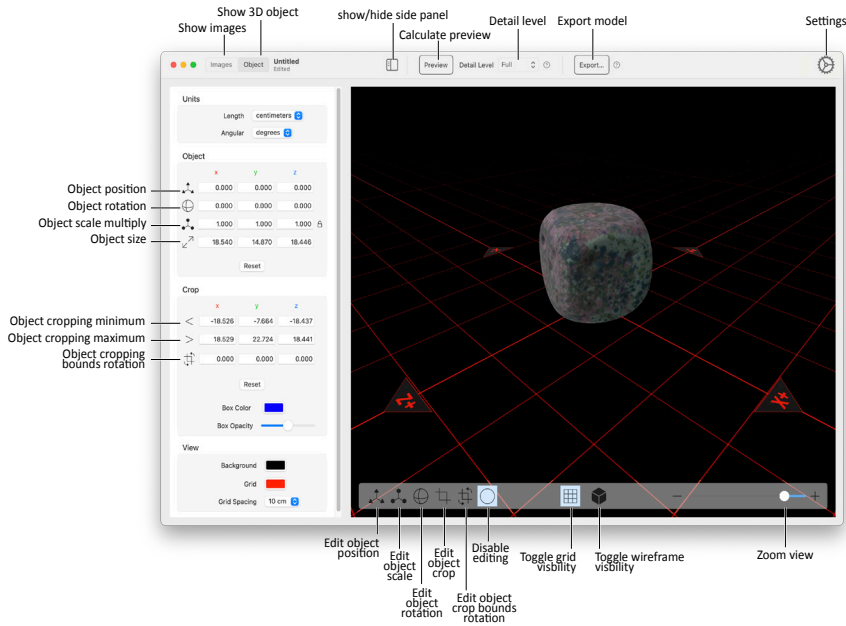 Show 3D object
show/hide side panel
Detail level
Export model
Settings
Show images
Calculate preview
Images
Object
Untitled
Edited
Preview
Detail Level
Full
Export...
Units
Length
centimeters
Angular
degrees
Object
x y z
Object position
0.000 0.000 0.000
Object rotation
0.000 0.000 0.000
Object scale multiply
1.000 1.000 1.000
Object size
18.540 14.870 18.446
Reset
Crop
x y z
Object cropping minimum
< -18.526 -7.664 -18.437
Object cropping maximum
> 18.529 22.724 18.441
Object cropping
bounds rotation
0.000 0.000 0.000
Reset
Box Color
Box Opacity
View
Background
Grid
Grid Spacing
10 cm
Z+
X+
Edit object
position
Edit
object
scale
Edit
object
rotation
Edit
object
crop
Edit object
crop bounds
rotation
Disable
editing
Toggle grid
visbility
Toggle wireframe
visbility
Zoom view